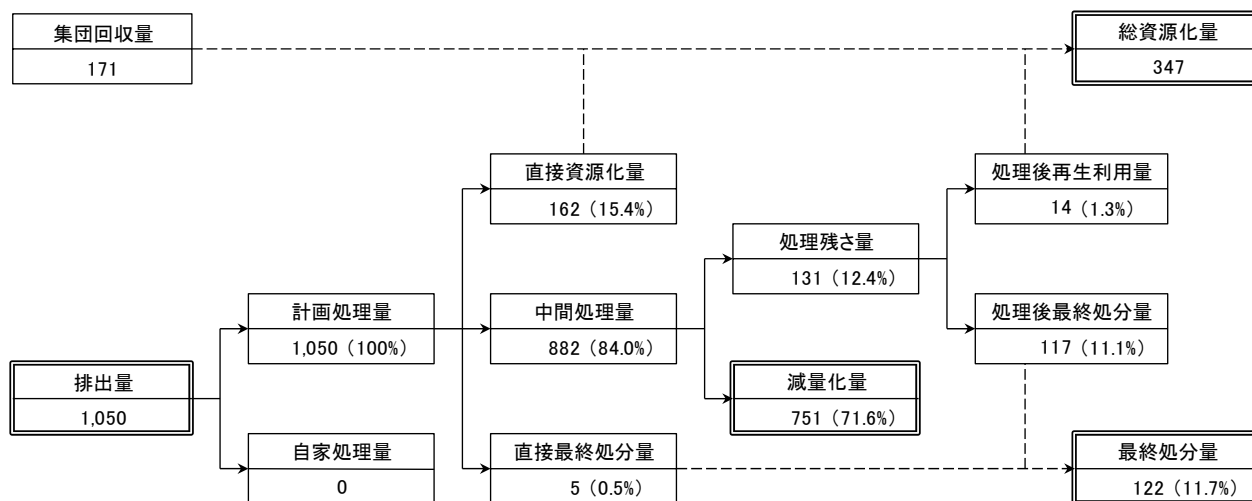 集団回収量
171
総資源化量
347
直接資源化量
162 (15.4%)
処理後再生利用量
14 (1.3%)
処理残さ量
131 (12.4%)
計画処理量
1,050 (100%)
中間処理量
882 (84.0%)
処理後最終処分量
117 (11.1%)
排出量
1,050
減量化量
751 (71.6%)
自家処理量
0
直接最終処分量
5 (0.5%)
最終処分量
122 (11.7%)